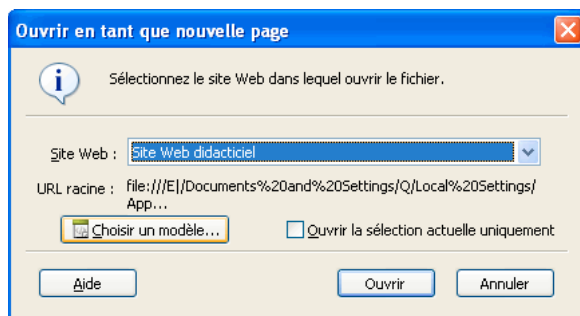 Ouvrir en tant que nouvelle page
Sélectionnez le site Web dans lequel ouvrir le fichier.
Site Web : Site Web didacticiel
URL racine : file:///E|/Documents%20and%20Settings/Q/Local%20Settings/
App...
Choisir un modèle... Ouvrir la sélection actuelle uniquement
Aide Ouvrir Annuler